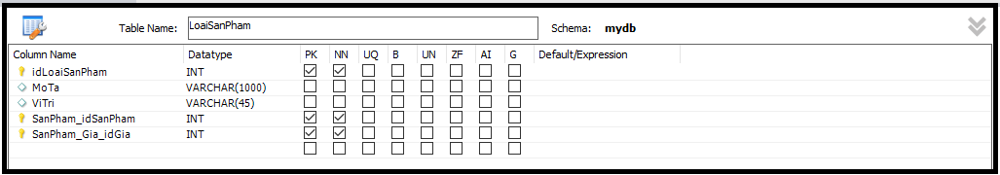 Table Name: LoaiSanPham Schema: mydb
Column Name Datatype PK NN UQ B UN ZF AI G Default/Expression
idLoaiSanPham INT
MoTa VARCHAR(1000)
ViTri VARCHAR(45)
SanPham_idSanPham INT
SanPham_Gia_idGia INT